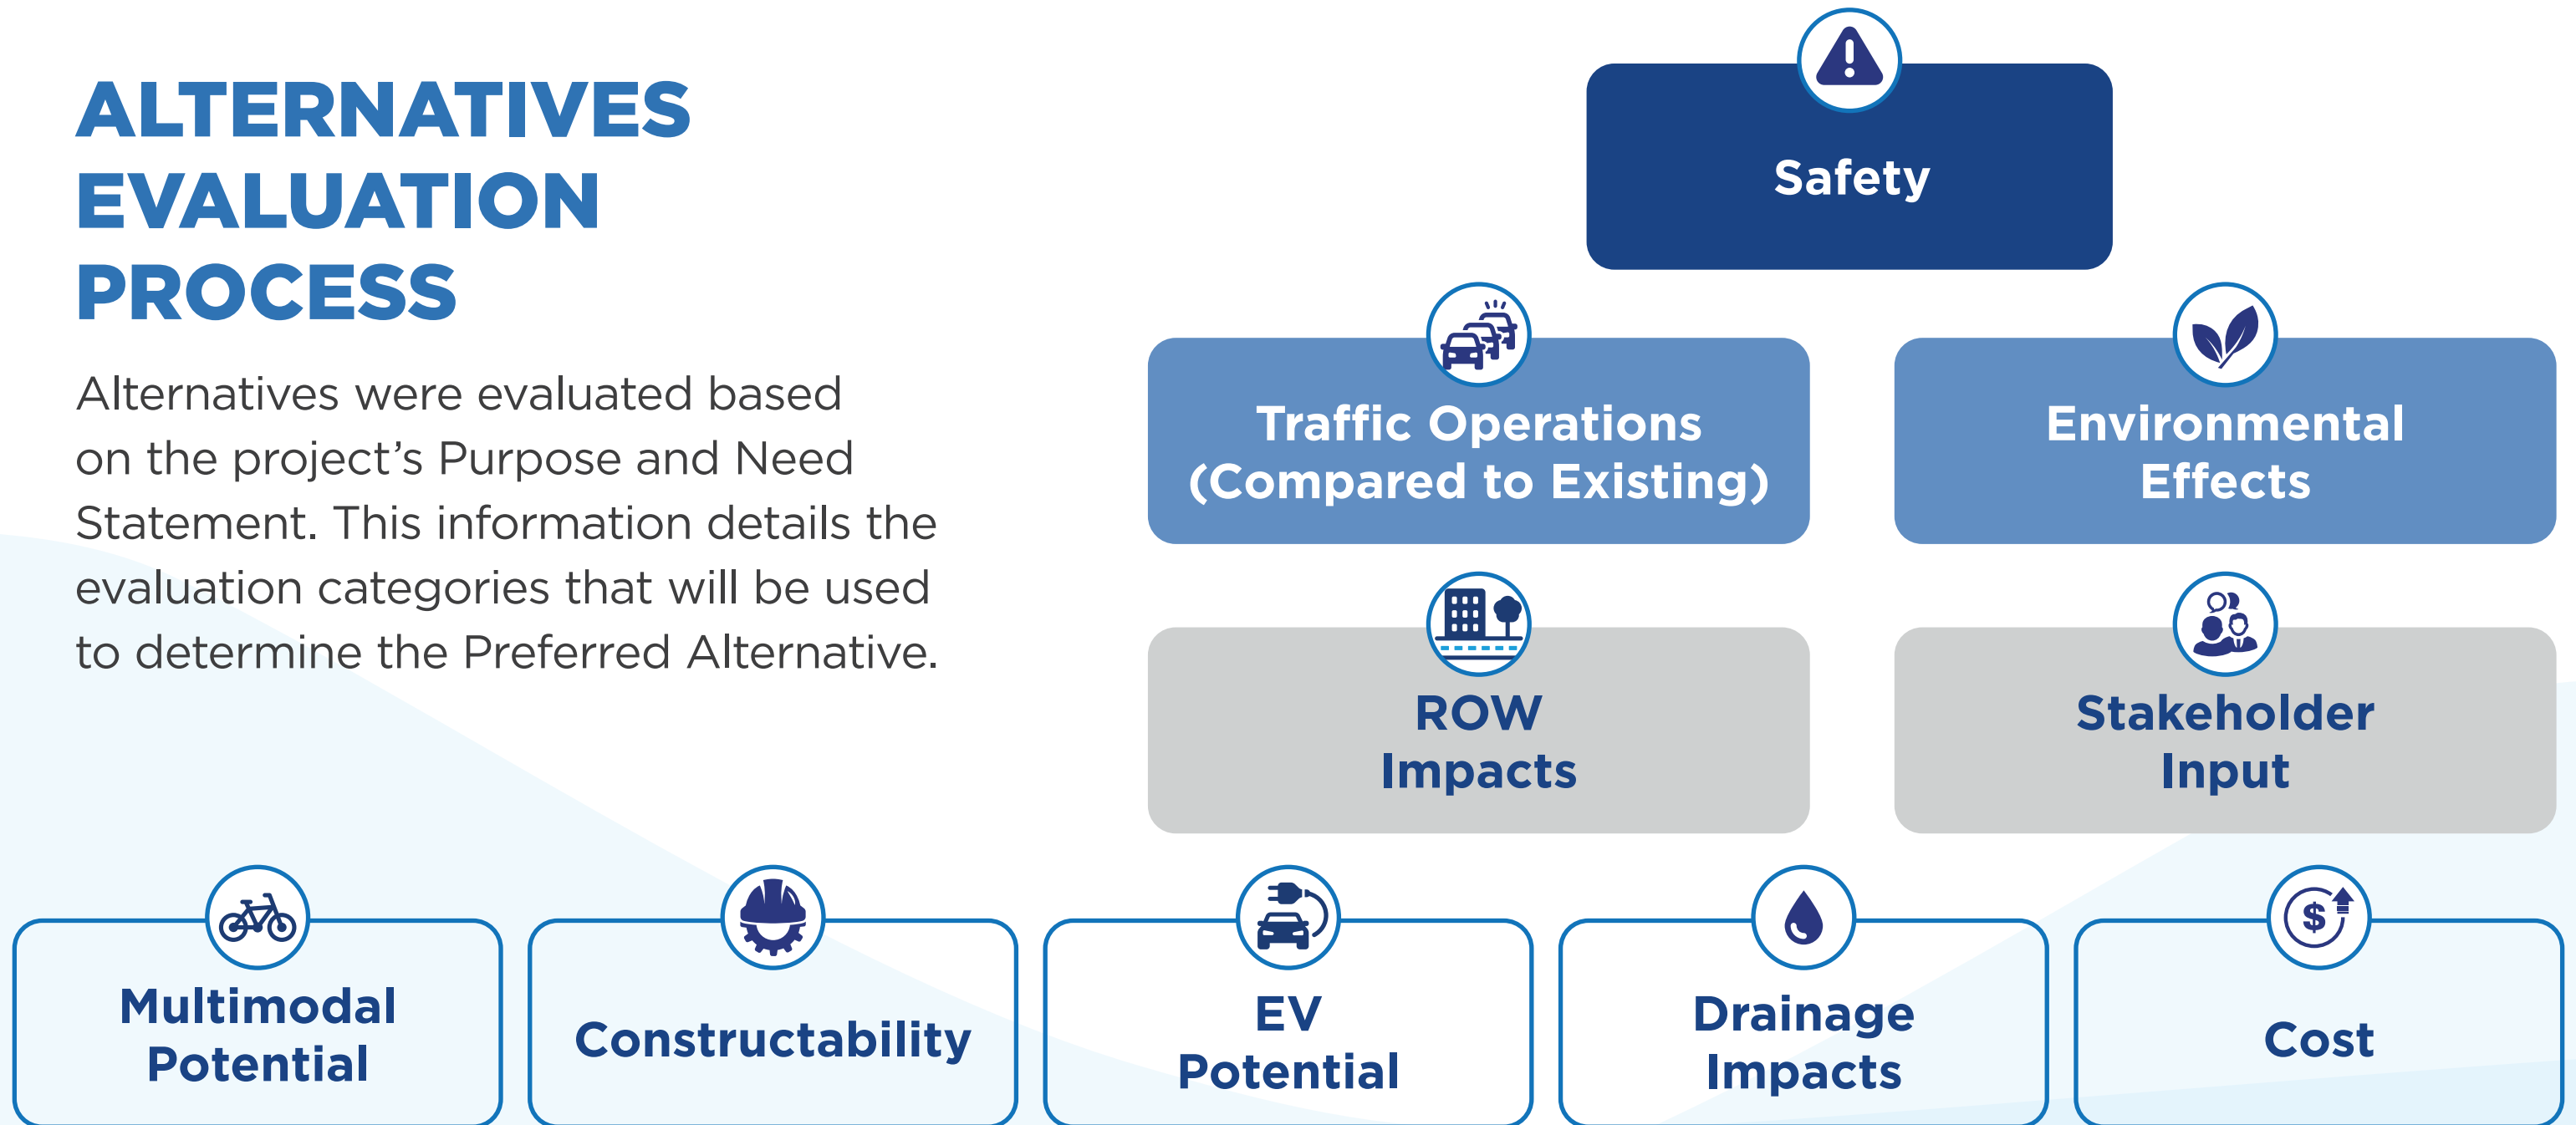 ALTERNATIVES
EVALUATION
PROCESS
Alternatives were evaluated based
on the project’s Purpose and Need
Statement. This information details the
evaluation categories that will be used
to determine the Preferred Alternative.
Safety
Traffic Operations
(Compared to Existing)
Environmental
Effects
ROW
Impacts
Stakeholder
Input
Multimodal
Potential
Constructability
EV
Potential
Drainage
Impacts
$
Cost